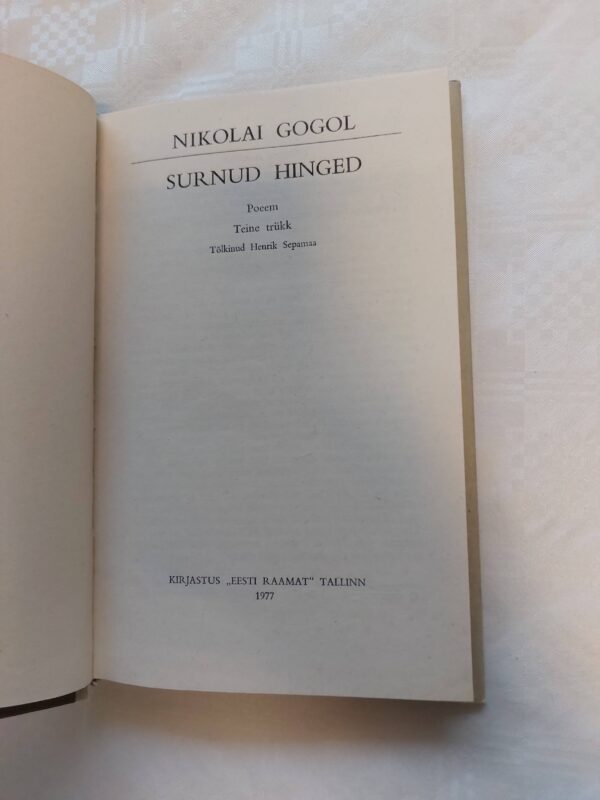 NIKOLAI GOGOL
SURNUD HINGED
Poeem
Teine trükk
Tõlkinud Henrik Sepamaa
KIRJASTUS „EESTI RAAMAT” TALLINN
1977